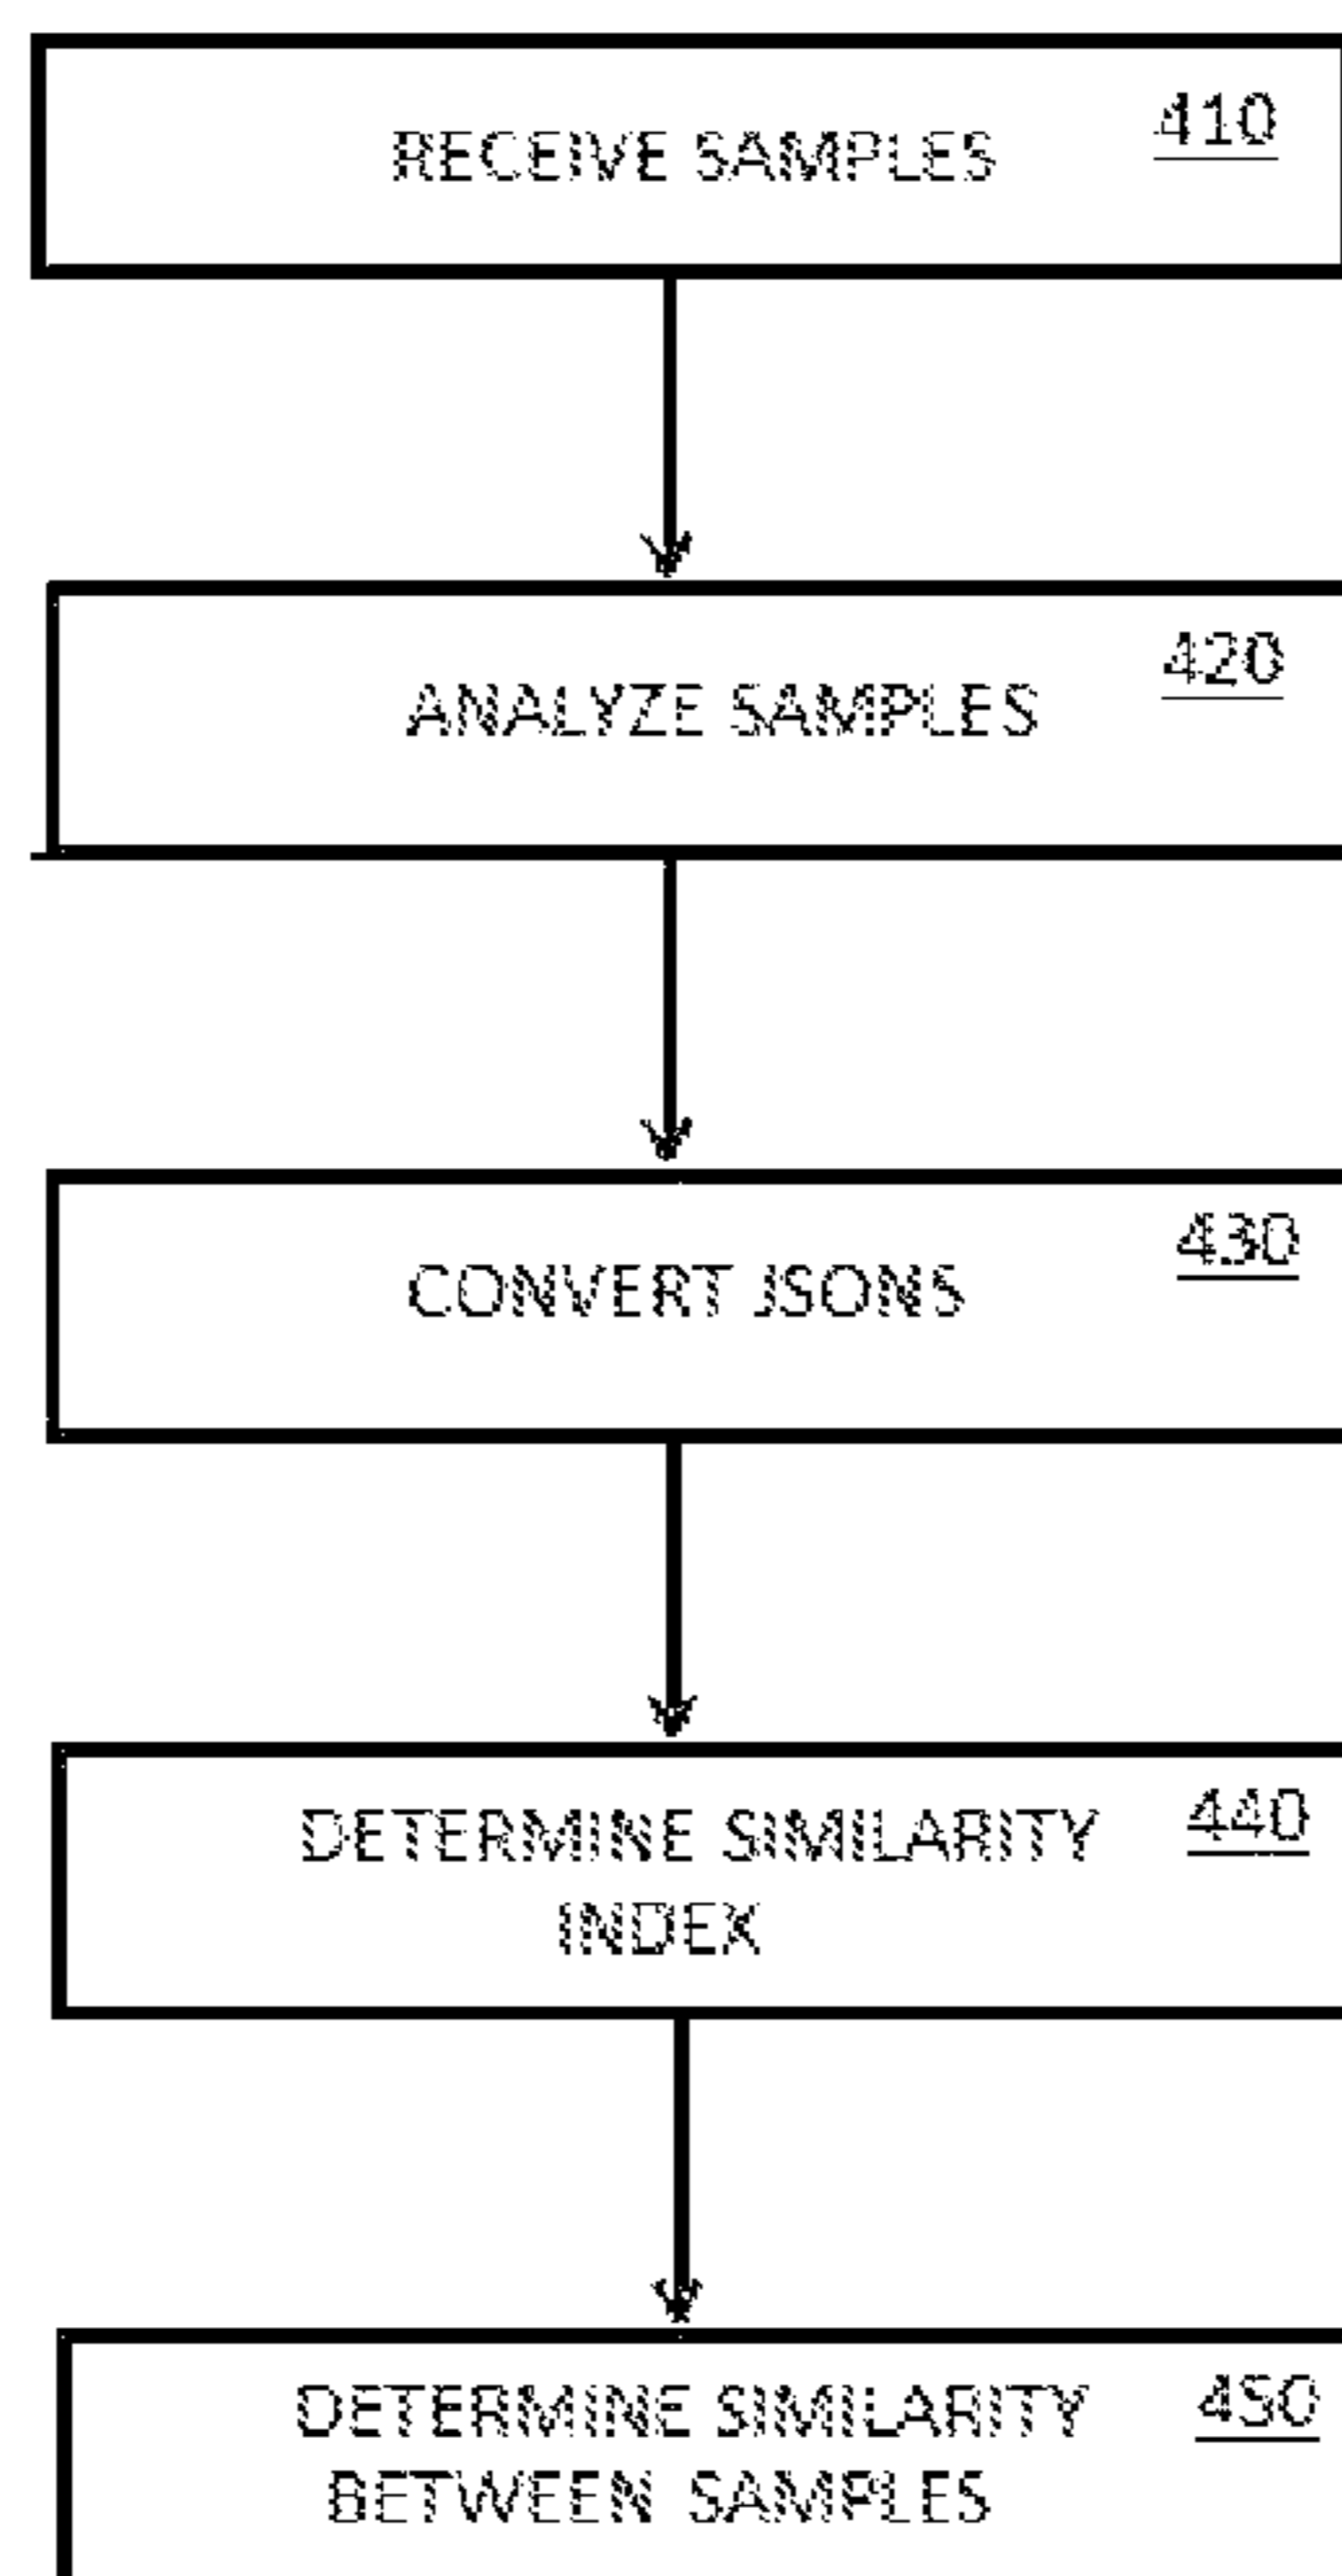 RECEIVE SAMPLES 410
ANALYZE SAMPLES 420
CONVERT JSONS 430
DETERMINE SIMILARITY 440
INDEX
DETERMINE SIMILARITY 450
BETWEEN SAMPLES